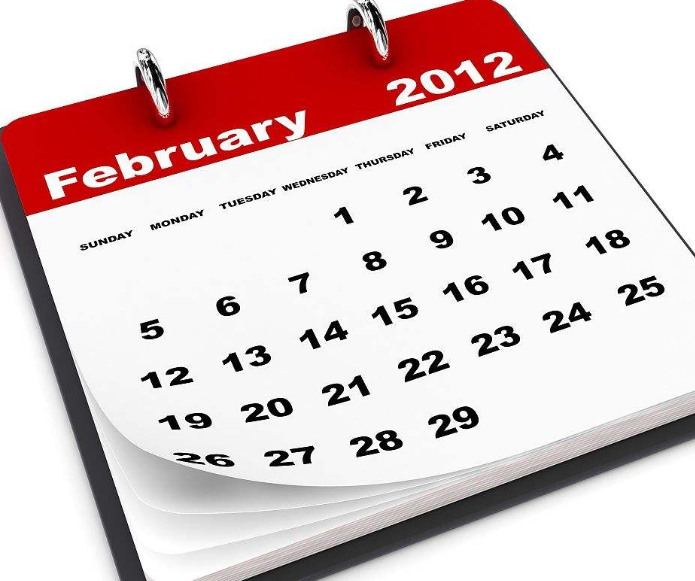 February 2012
SUNDAY MONDAY TUESDAY WEDNESDAY THURSDAY FRIDAY SATURDAY
1 2 3 4
5 6 7 8 9 10 11
12 13 14 15 16 17 18
19 20 21 22 23 24 25
26 27 28 29